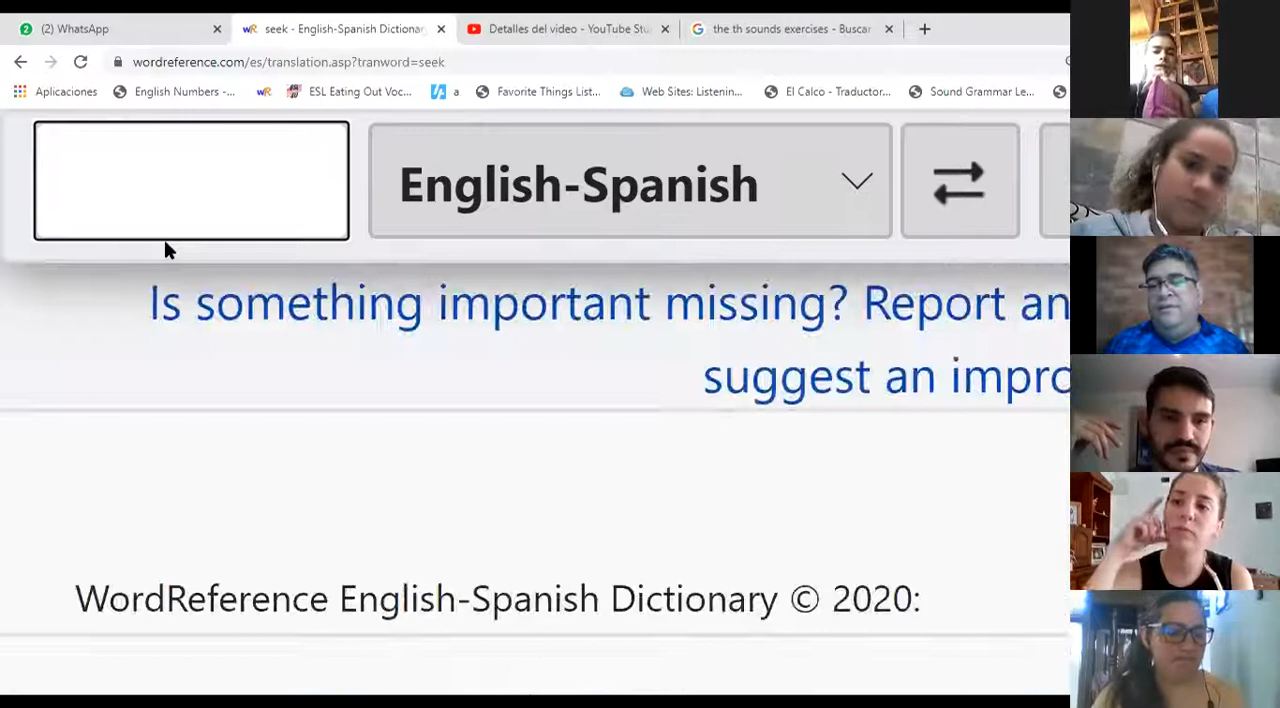 2 (2) WhatsApp
wR seek - English-Spanish Dictionar
Detalles del video - YouTube Stu
G the th sounds exercises - Buscar
wordreference.com/es/translation.asp?tranword=seek
Aplicaciones
English Numbers -...
wR
ESL Eating Out Voc...
a
Favorite Things List...
Web Sites: Listenin...
El Calco - Traductor...
Sound Grammar Le...
English-Spanish
Is something important missing? Report an
suggest an impro
WordReference English-Spanish Dictionary © 2020: